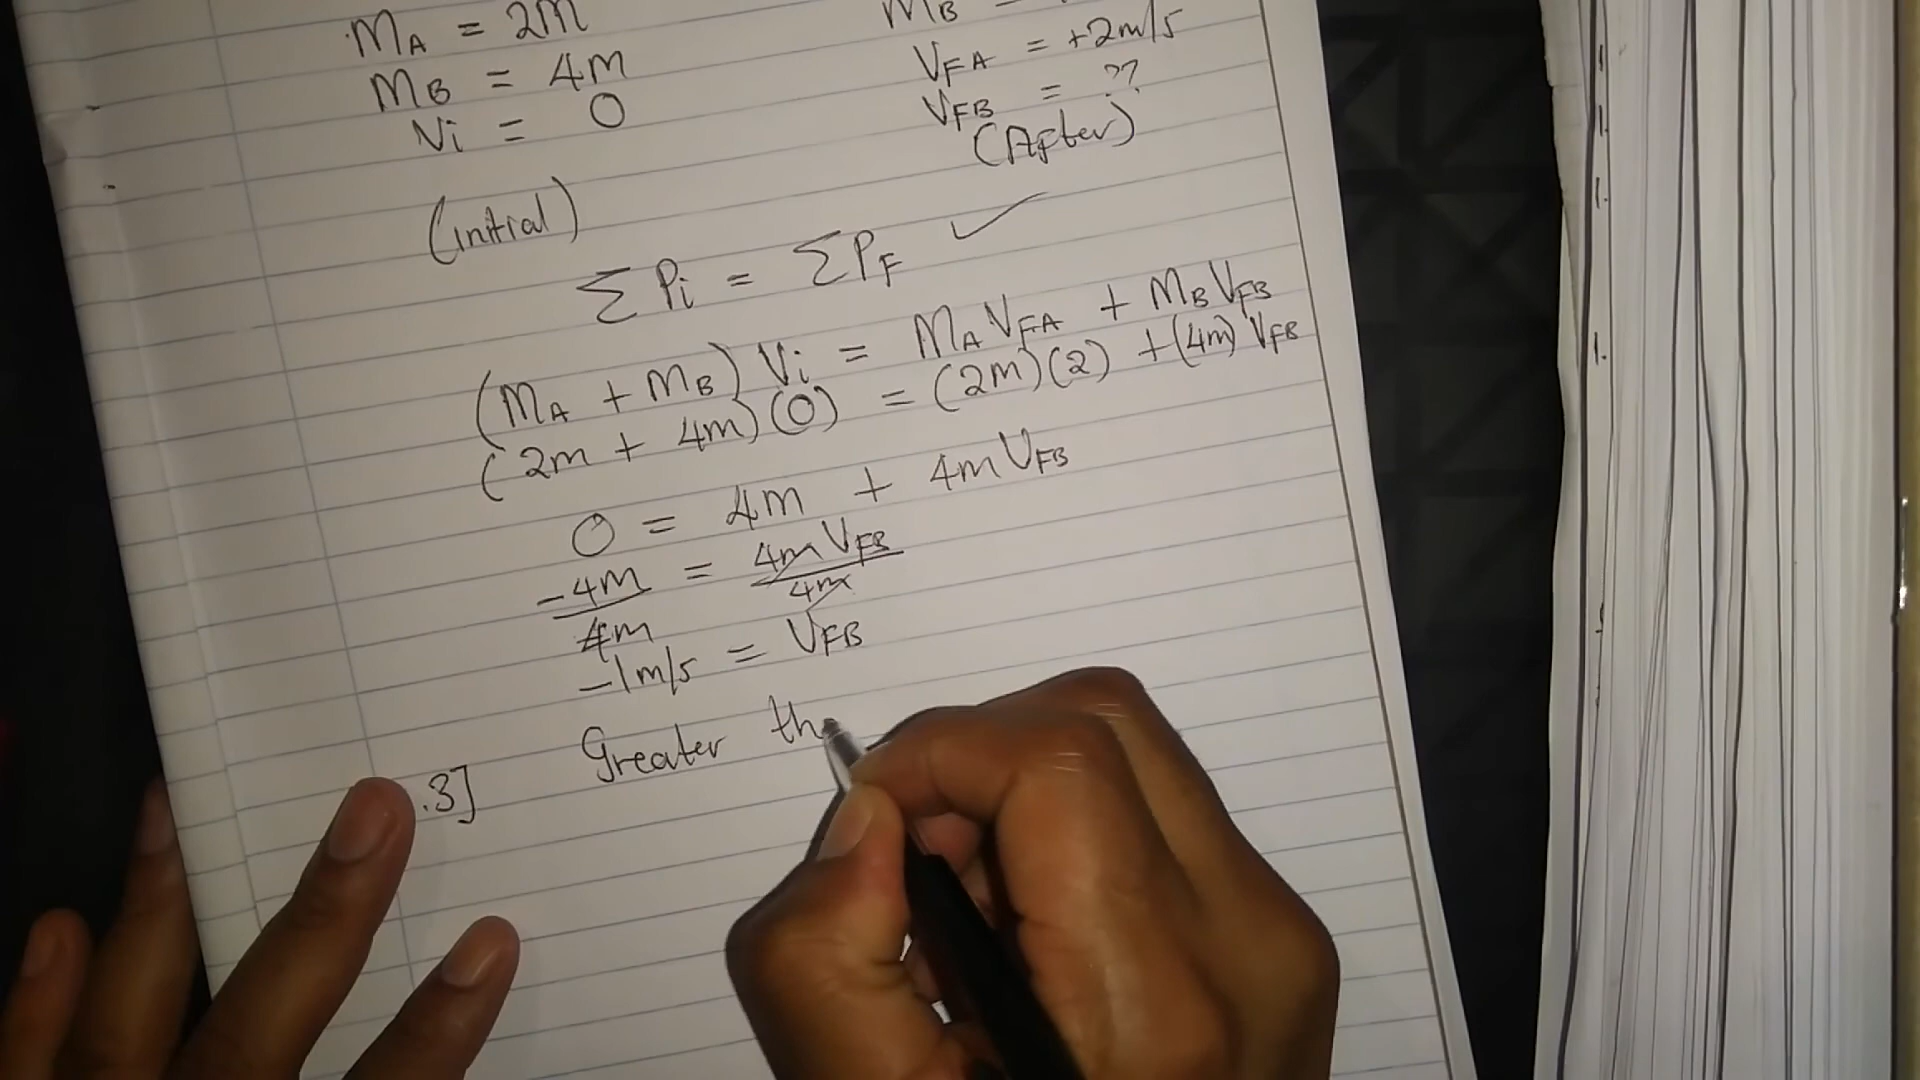 MA = 2m
MB = 4m
Vi = 0
(initial)
MB
VFA = +2m/s
VFB = ??
(After)
ΣPi = ΣPF ✓
(MA + MB) Vi = MA VFA + MB VFB
(2m + 4m)(0) = (2m)(2) + (4m) VFB
0 = 4m + 4m VFB
-4m = 4m VFB
4m 4m
-1m/s = VFB
.3] Greater th